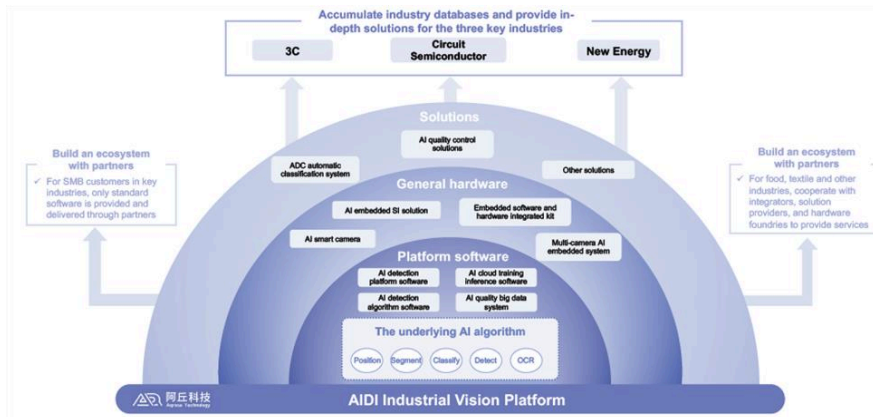 Accumulate industry databases and provide in-
depth solutions for the three key industries
3C
Circuit
Semiconductor
New Energy
Build an ecosystem
with partners
✓ For SMB customers in key
industries, only standard
software is provided and
delivered through partners
Solutions
AI quality control
solutions
ADC automatic
classification system
Other solutions
General hardware
AI embedded SI solution
Embedded software and
hardware integrated kit
AI smart camera
Multi-camera AI
embedded system
Platform software
AI detection
platform software
AI cloud training
inference software
AI detection
algorithm software
AI quality big data
system
The underlying AI algorithm
Position
Segment
Classify
Detect
OCR
Build an ecosystem
with partners
✓ For food, textile and other
industries, cooperate with
integrators, solution
providers, and hardware
foundries to provide services
阿丘科技
Aqrose Technology
AIDI Industrial Vision Platform